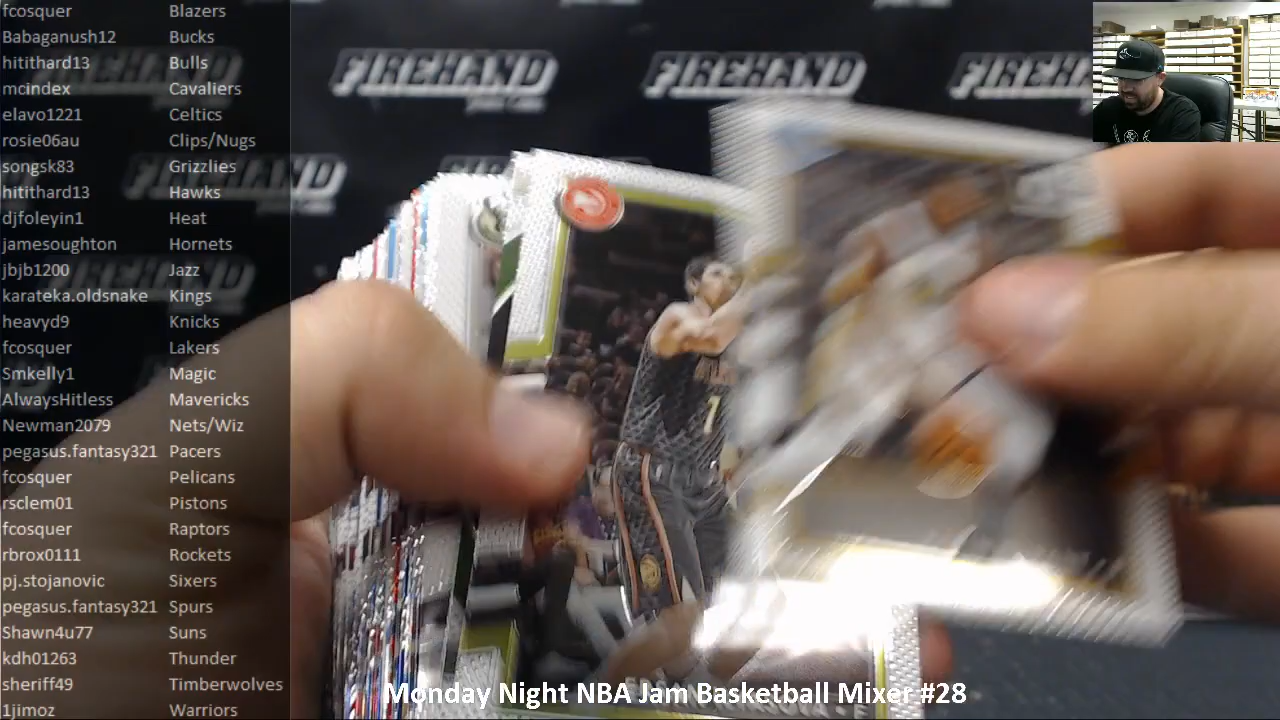 fcosquer Blazers
Babaganush12 Bucks
hitithard13 Bulls
mcindex Cavaliers
elavo1221 Celtics
rosie06au Clips/Nugs
songsk83 Grizzlies
hitithard13 Hawks
djfoleyin1 Heat
jamesoughton Hornets
jbjb1200 Jazz
karateka.oldsnake Kings
heavyd9 Knicks
fcosquer Lakers
Smkelly1 Magic
AlwaysHitless Mavericks
Newman2079 Nets/Wiz
pegasus.fantasy321 Pacers
fcosquer Pelicans
rsclem01 Pistons
fcosquer Raptors
rbrox0111 Rockets
pj.stojanovic Sixers
pegasus.fantasy321 Spurs
Shawn4u77 Suns
kdh01263 Thunder
sheriff49 Timberwolves
1jimoz Warriors
FIREHAND
FIREHAND
FIREHAND
FIREHAND
1
Monday Night NBA Jam Basketball Mixer #28